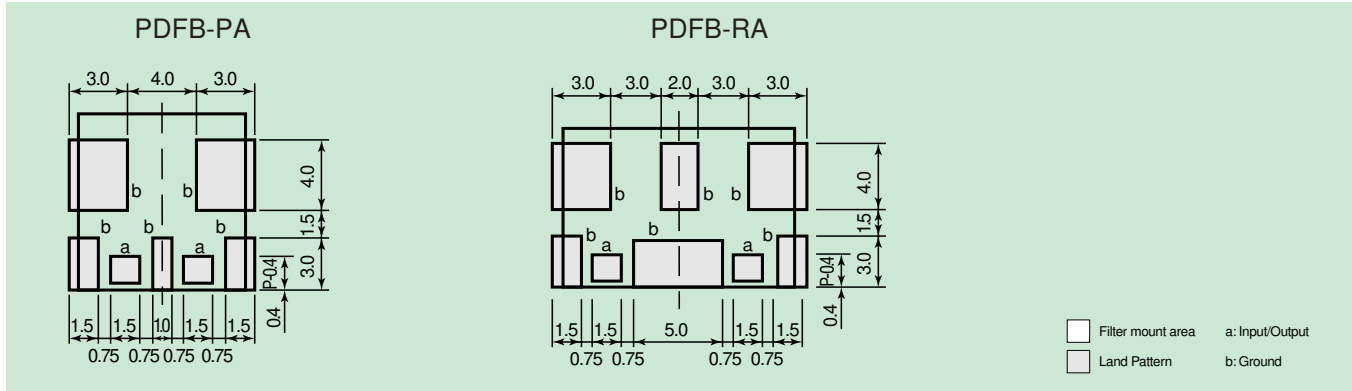 PDFB-PA
3.0 4.0 3.0
b b
4.0
1.5
b b b
a a
P-0.4
3.0
0.4
1.5 1.5 1.0 1.5 1.5
0.75 0.75 0.75 0.75
PDFB-RA
3.0 3.0 2.0 3.0 3.0
b b b
4.0
1.5
b b b
a a
P-0.4
3.0
0.4
1.5 1.5 5.0 1.5 1.5
0.75 0.75 0.75 0.75
Filter mount area a: Input/Output
Land Pattern b: Ground